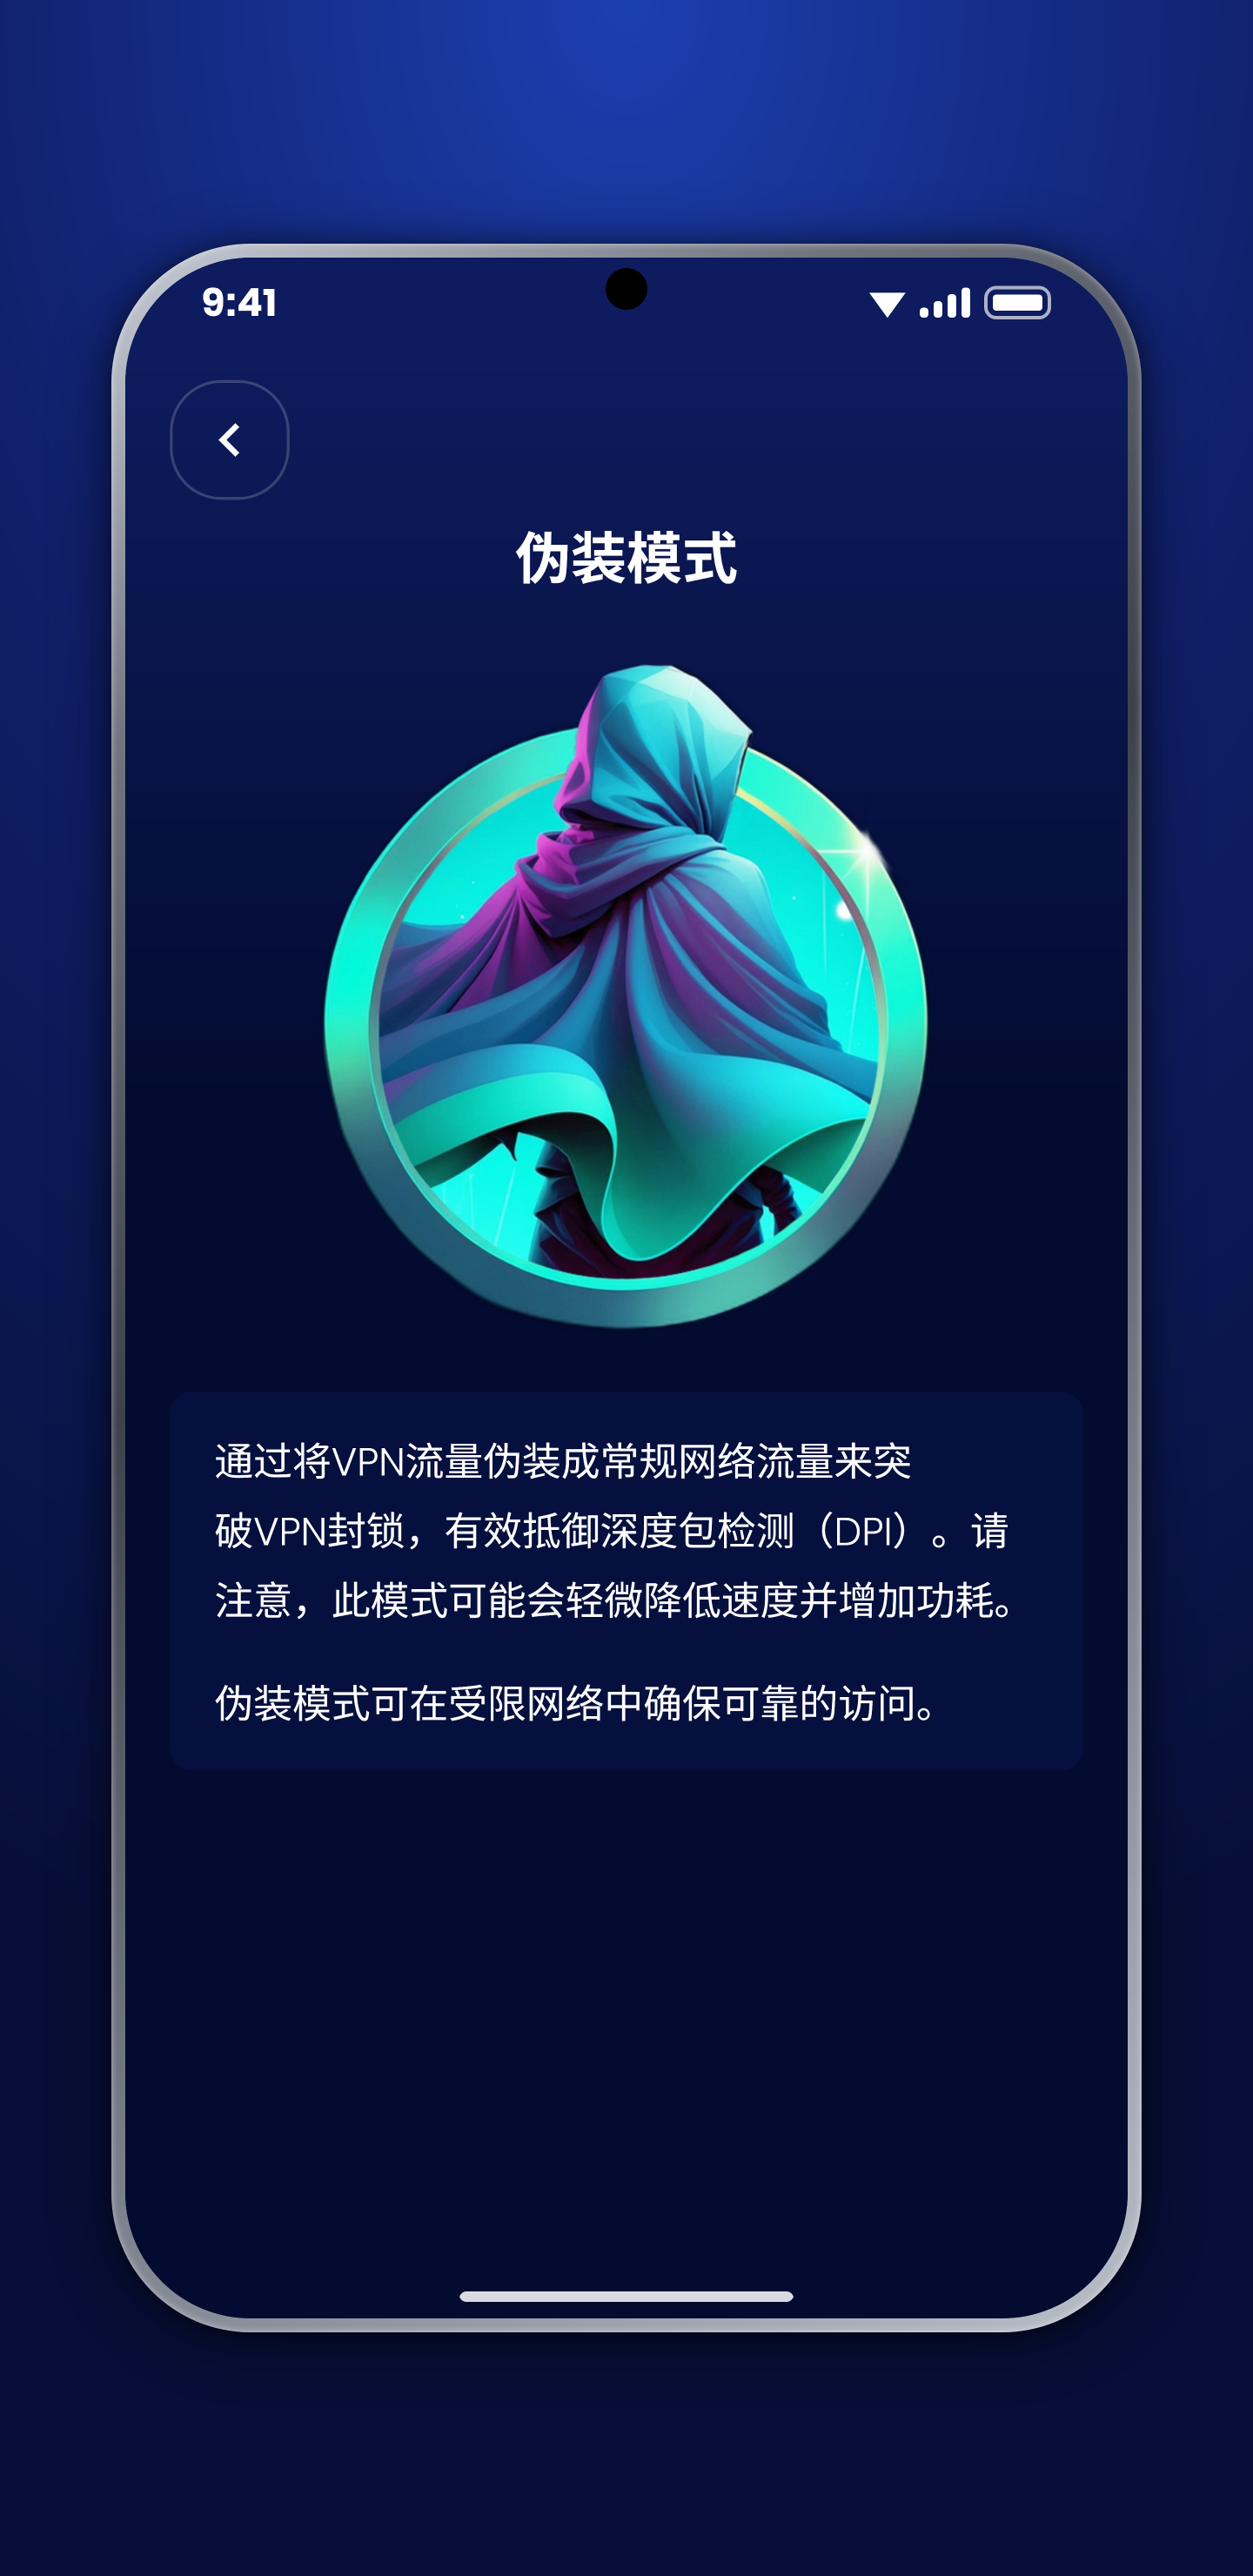 9:41
伪装模式
通过将VPN流量伪装成常规网络流量来突
破VPN封锁，有效抵御深度包检测（DPI）。请
注意，此模式可能会轻微降低速度并增加功耗。
伪装模式可在受限网络中确保可靠的访问。